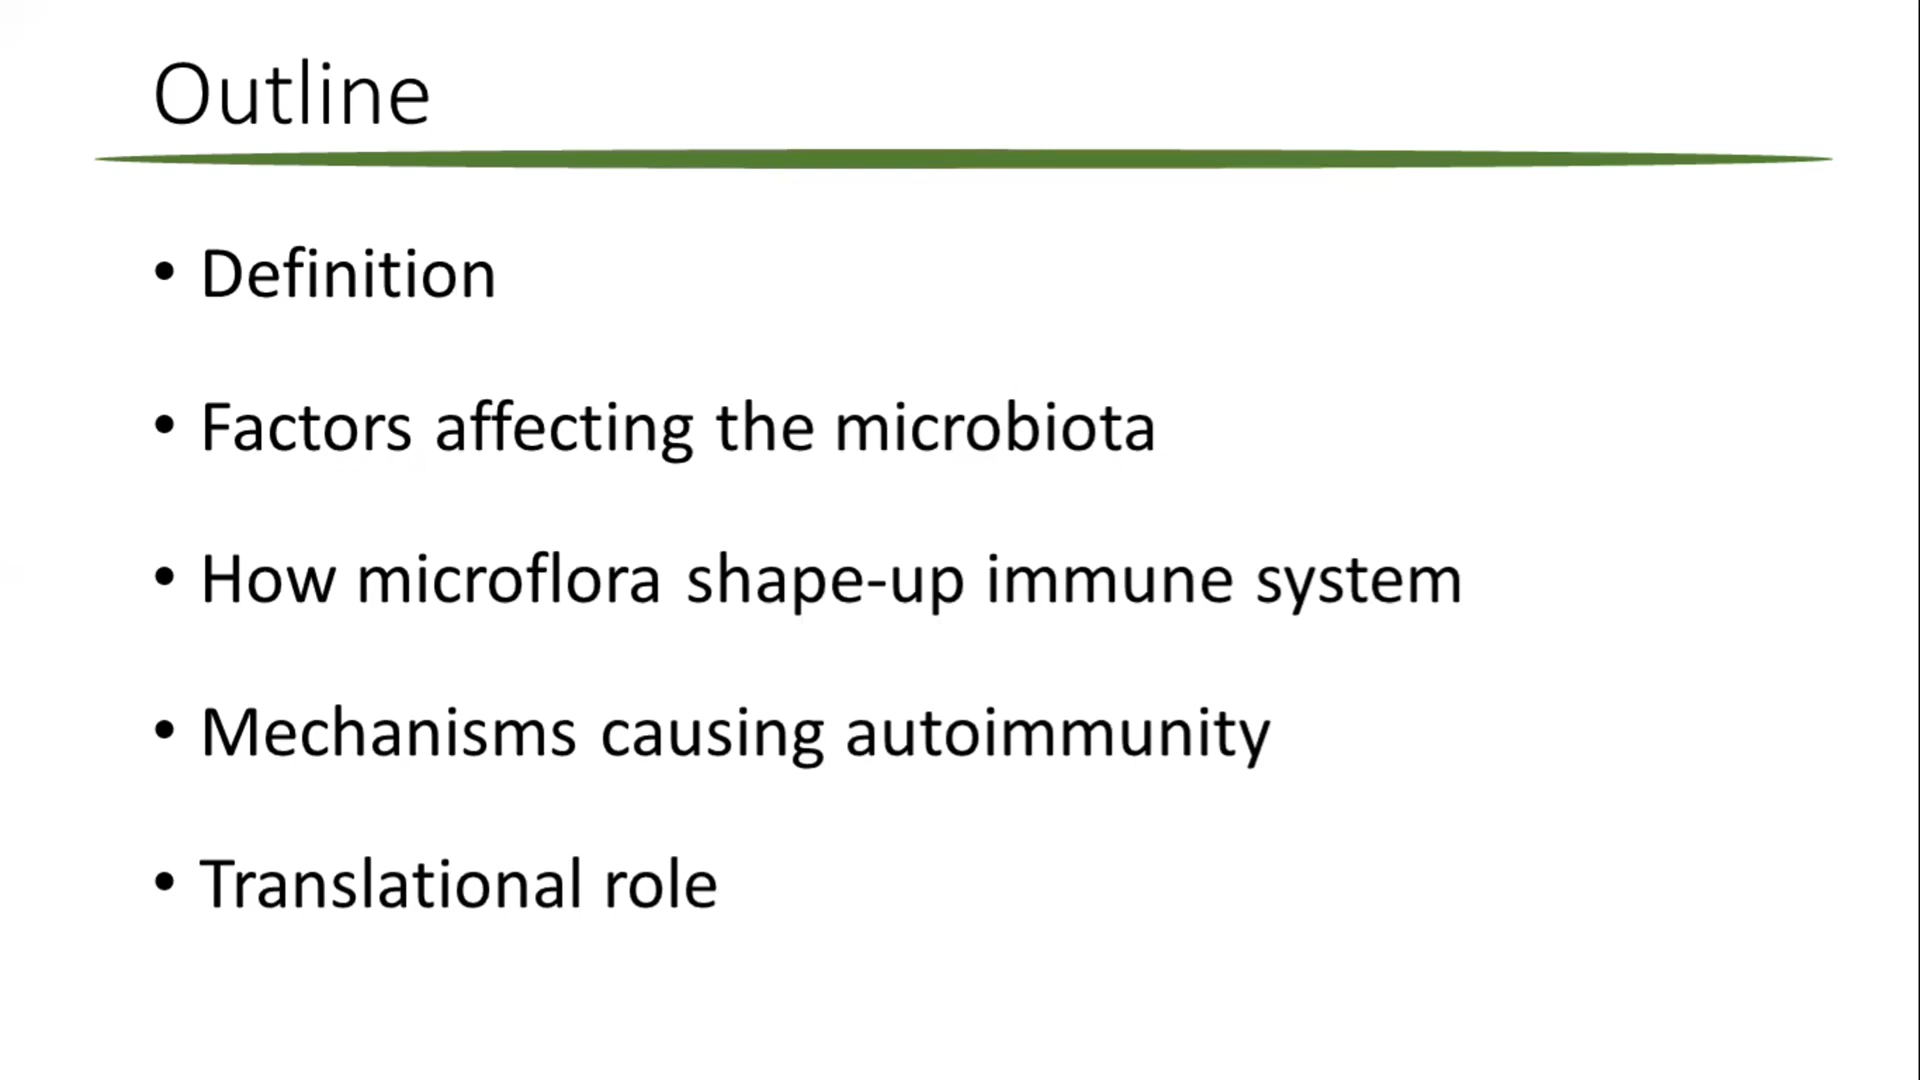 Outline
• Definition
• Factors affecting the microbiota
• How microflora shape-up immune system
• Mechanisms causing autoimmunity
• Translational role